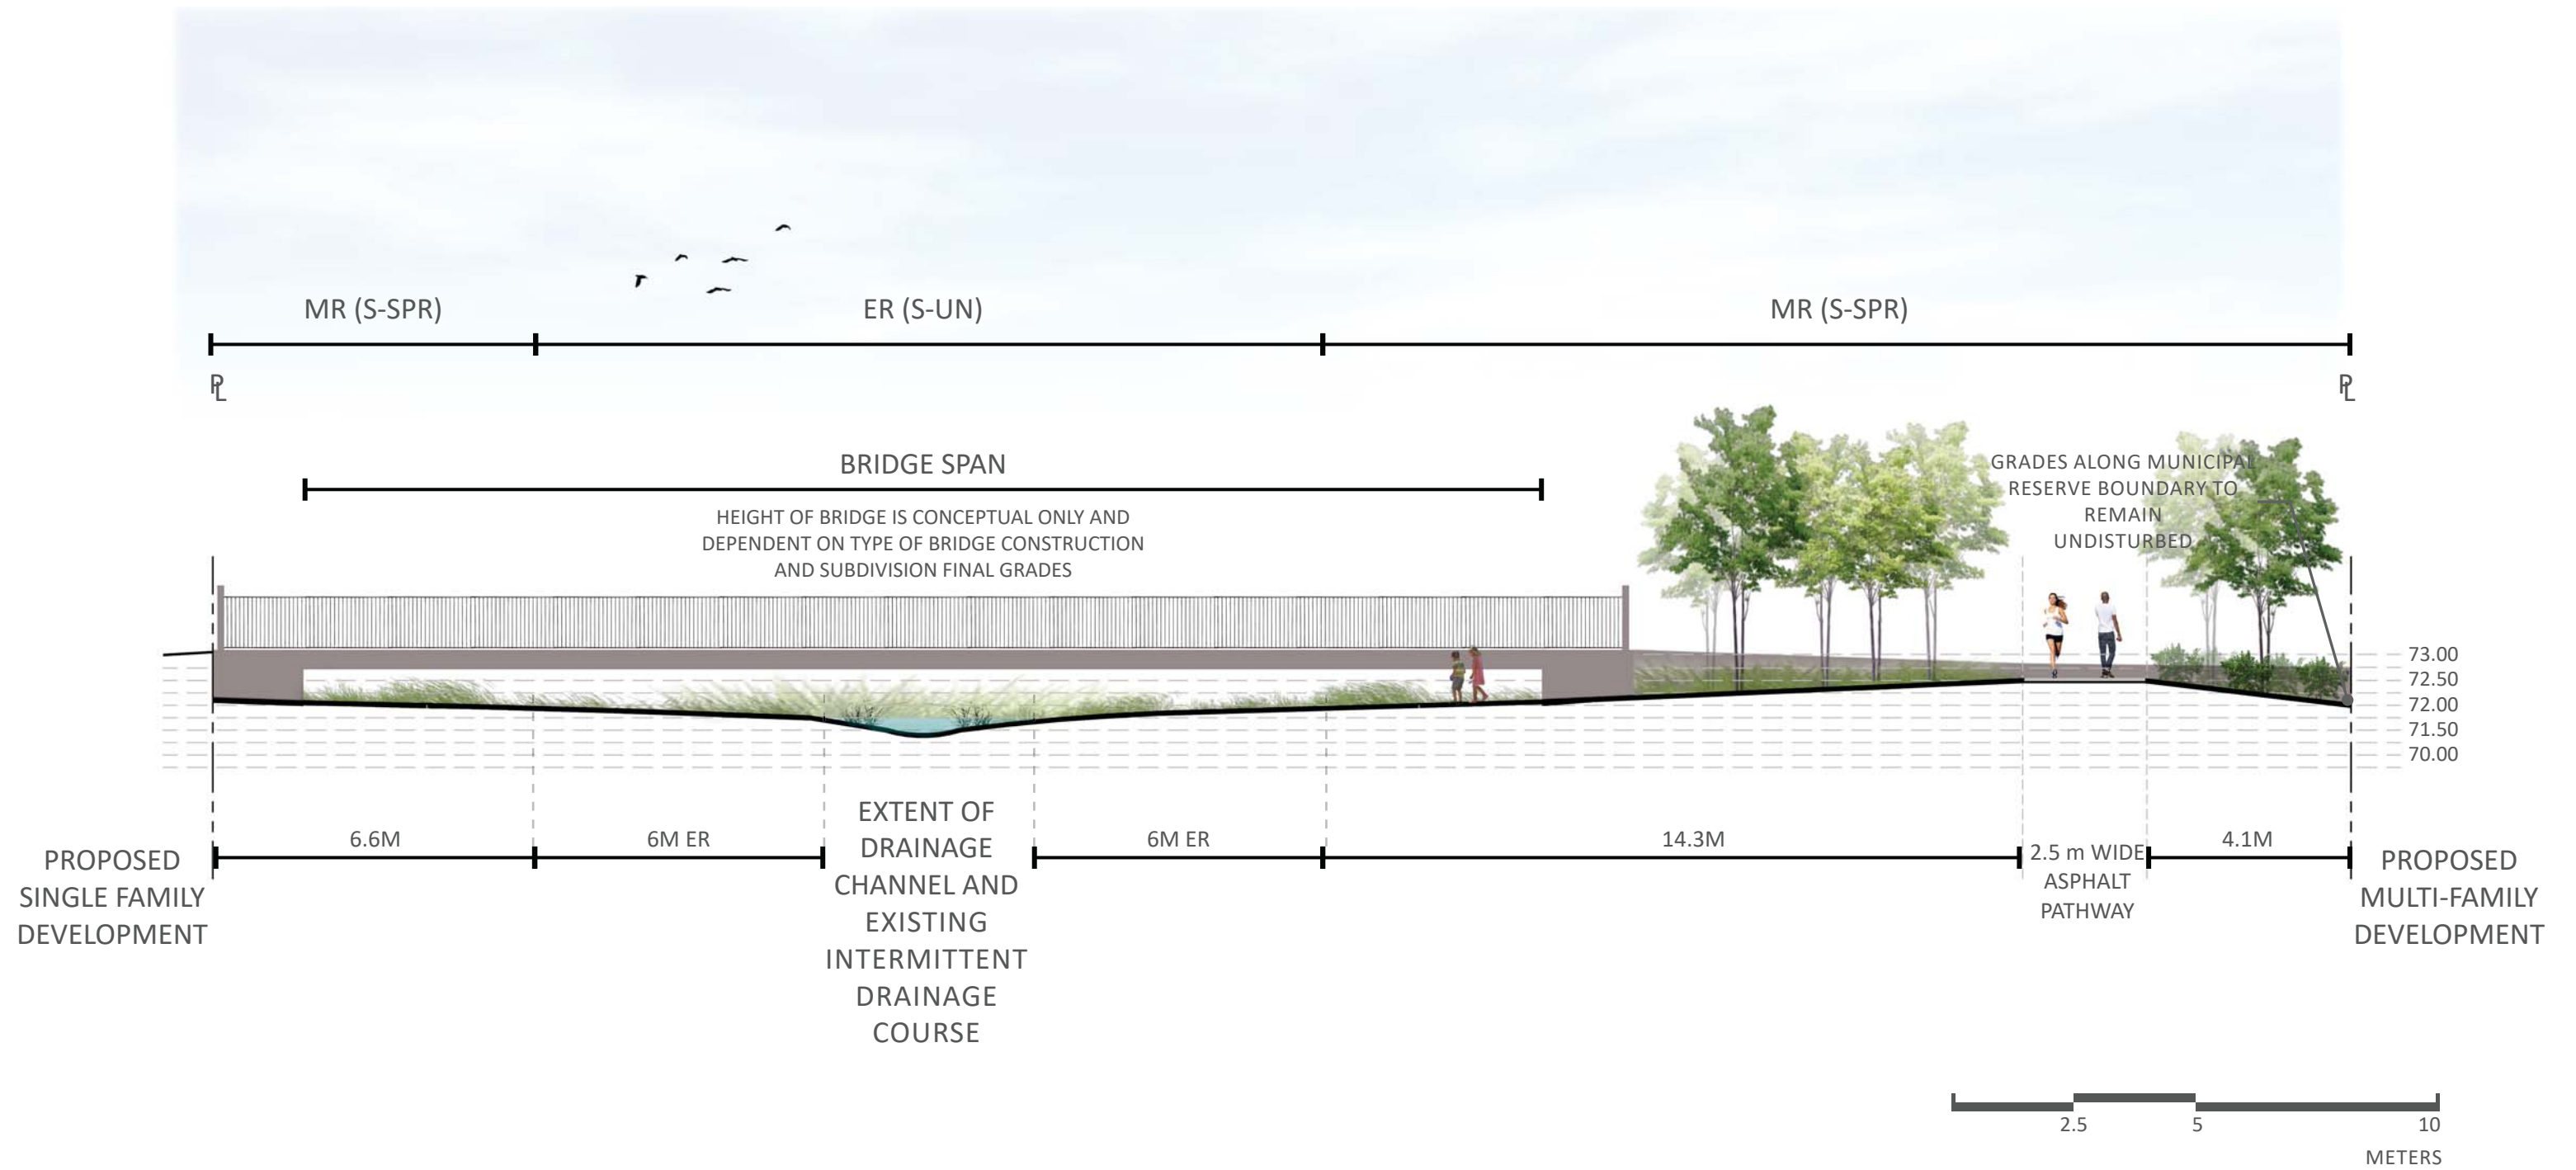 MR (S-SPR)
ER (S-UN)
MR (S-SPR)
PL
PL
BRIDGE SPAN
HEIGHT OF BRIDGE IS CONCEPTUAL ONLY AND
DEPENDENT ON TYPE OF BRIDGE CONSTRUCTION
AND SUBDIVISION FINAL GRADES
GRADES ALONG MUNICIPAL
RESERVE BOUNDARY TO
REMAIN
UNDISTURBED
73.00
72.50
72.00
71.50
70.00
PROPOSED
SINGLE FAMILY
DEVELOPMENT
6.6M
6M ER
EXTENT OF
DRAINAGE
CHANNEL AND
EXISTING
INTERMITTENT
DRAINAGE
COURSE
6M ER
14.3M
2.5 m WIDE
ASPHALT
PATHWAY
4.1M
PROPOSED
MULTI-FAMILY
DEVELOPMENT
2.5 5 10
METERS